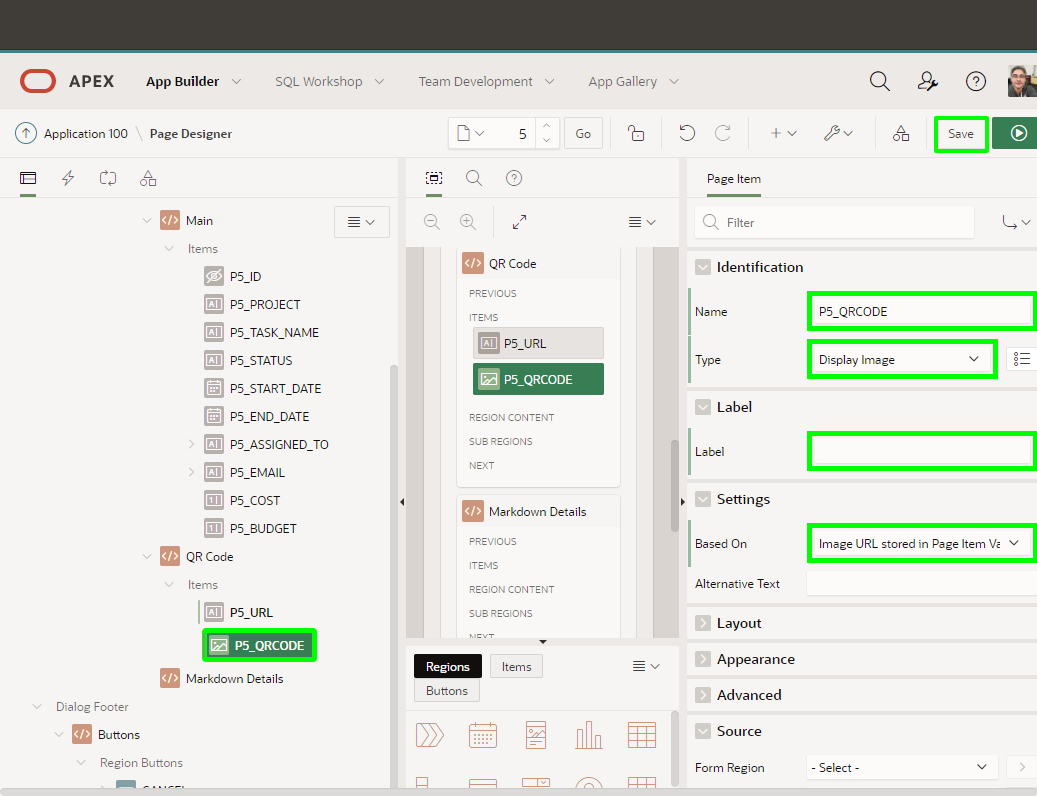 APEX
App Builder
SQL Workshop
Team Development
App Gallery
Application 100 \ Page Designer
5
Go
Save
Main
Items
P5_ID
P5_PROJECT
P5_TASK_NAME
P5_STATUS
P5_START_DATE
P5_END_DATE
P5_ASSIGNED_TO
P5_EMAIL
P5_COST
P5_BUDGET
QR Code
Items
P5_URL
P5_QRCODE
Markdown Details
Dialog Footer
Buttons
Region Buttons
CANCEL
QR Code
PREVIOUS
ITEMS
P5_URL
P5_QRCODE
REGION CONTENT
SUB REGIONS
NEXT
Markdown Details
PREVIOUS
ITEMS
REGION CONTENT
SUB REGIONS
NEXT
Regions
Items
Buttons
Page Item
Filter
Identification
Name
P5_QRCODE
Type
Display Image
Label
Label
Settings
Based On
Image URL stored in Page Item Va
Alternative Text
Layout
Appearance
Advanced
Source
Form Region
- Select -